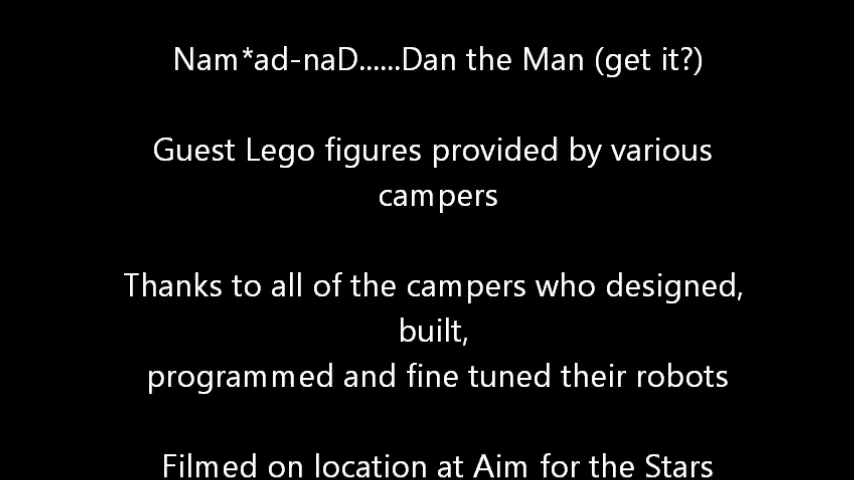 Nam*ad-naD......Dan the Man (get it?)
Guest Lego figures provided by various
campers
Thanks to all of the campers who designed,
built,
programmed and fine tuned their robots
Filmed on location at Aim for the Stars